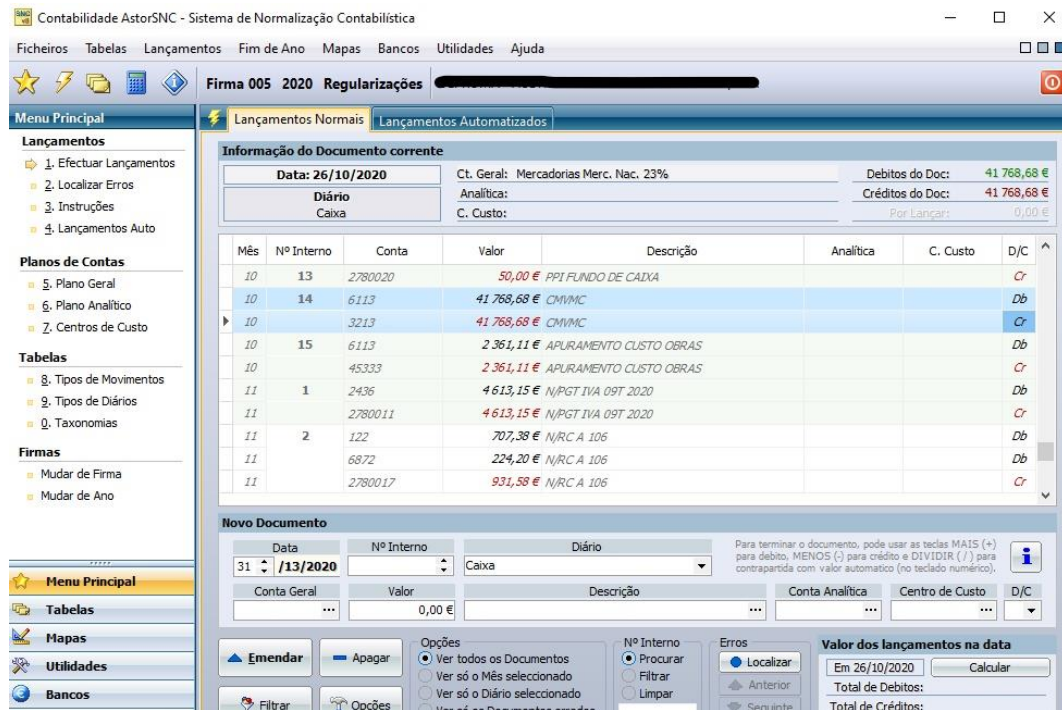 SNC
Contabilidade AstorSNC - Sistema de Normalização Contabilística
Ficheiros Tabelas Lançamentos Fim de Ano Mapas Bancos Utilidades Ajuda
Firma 005 2020 Regularizações
Menu Principal
Lançamentos
1. Efectuar Lançamentos
2. Localizar Erros
3. Instruções
4. Lançamentos Auto
Planos de Contas
5. Plano Geral
6. Plano Analítico
7. Centros de Custo
Tabelas
8. Tipos de Movimentos
9. Tipos de Diários
0. Taxonomias
Firmas
Mudar de Firma
Mudar de Ano
Menu Principal
Tabelas
Mapas
Utilidades
Bancos
Lançamentos Normais Lançamentos Automatizados
Informação do Documento corrente
Data: 26/10/2020 Ct. Geral: Mercadorias Merc. Nac. 23% Debitos do Doc: 41 768,68 €
Diário Analítica: Créditos do Doc: 41 768,68 €
Caixa C. Custo: Por Lançar: 0,00 €
Mês Nº Interno Conta Valor Descrição Analítica C. Custo D/C
10 13 2780020 50,00 € PPI FUNDO DE CAIXA Cr
10 14 6113 41 768,68 € CMVMC Db
10 3213 41 768,68 € CMVMC Cr
10 15 6113 2 361,11 € APURAMENTO CUSTO OBRAS Db
10 45333 2 361,11 € APURAMENTO CUSTO OBRAS Cr
11 1 2436 4 613,15 € N/PGT IVA 09T 2020 Db
11 2780011 4 613,15 € N/PGT IVA 09T 2020 Cr
11 2 122 707,38 € N/RC A 106 Db
11 6872 224,20 € N/RC A 106 Db
11 2780017 931,58 € N/RC A 106 Cr
Novo Documento
Data Nº Interno Diário
31 /13/2020 Caixa
Para terminar o documento, pode usar as teclas MAIS (+)
para debito, MENOS (-) para crédito e DIVIDIR ( / ) para
contrapartida com valor automatico (no teclado numérico).
Conta Geral Valor Descrição Conta Analítica Centro de Custo D/C
... 0,00 € ... ... ...
Emendar Apagar
Filtrar Opções
Opções
Ver todos os Documentos
Ver só o Mês seleccionado
Ver só o Diário seleccionado
Ver só os Documentos errados
Nº Interno
Procurar
Filtrar
Limpar
Erros
Localizar
Anterior
Seguinte
Valor dos lançamentos na data
Em 26/10/2020 Calcular
Total de Debitos:
Total de Créditos: